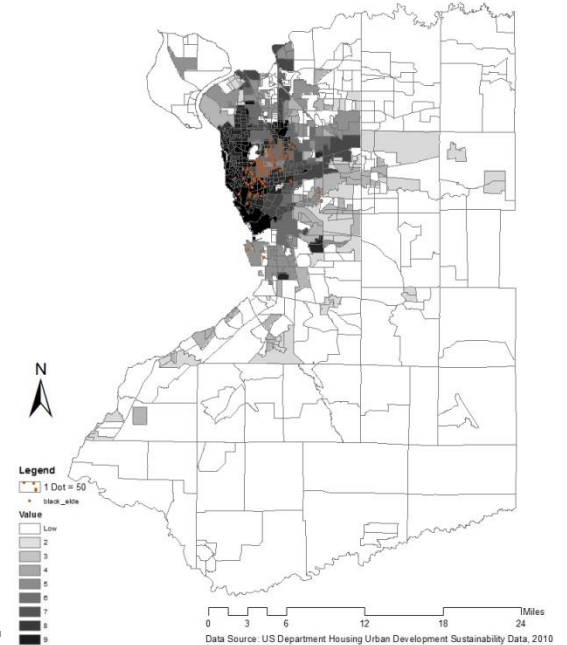 N
Legend
1 Dot = 50
black_elde
Value
Low
2
3
4
5
6
7
8
9
Miles
0 3 6 12 18 24
Data Source: US Department Housing Urban Development Sustainability Data, 2010